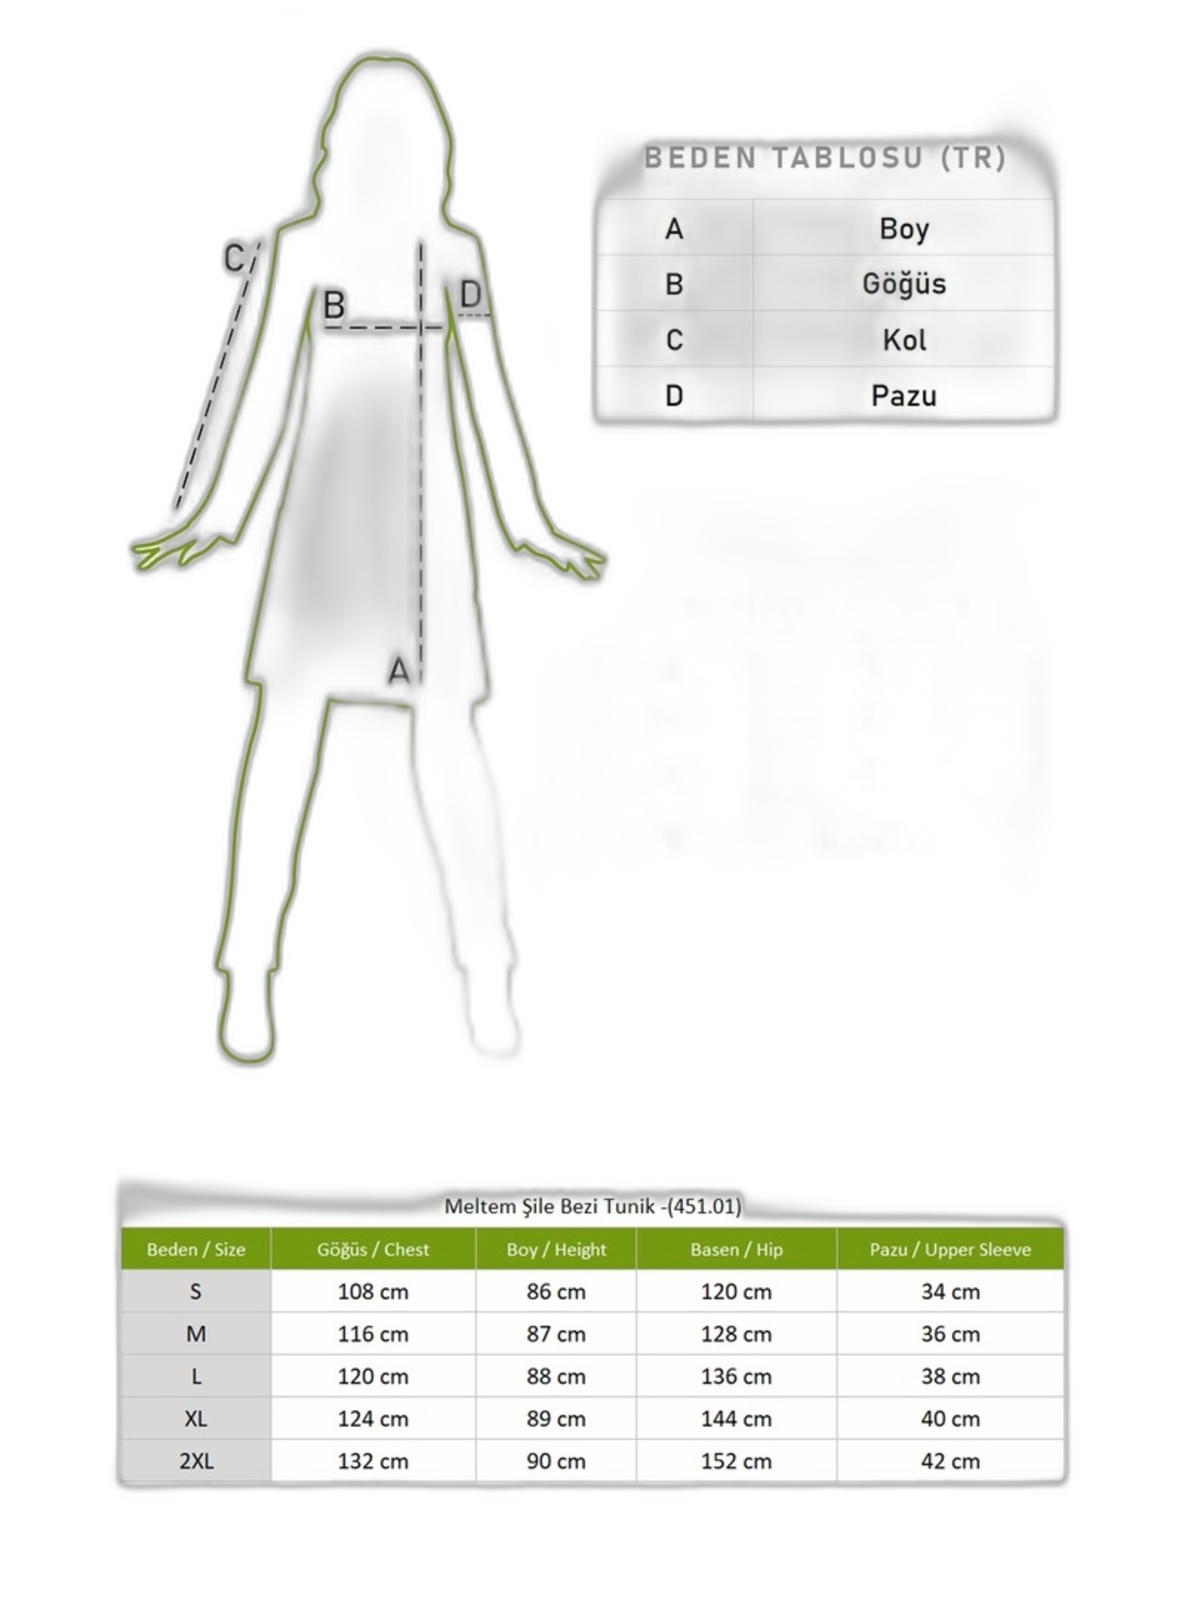 BEDEN TABLOSU (TR)
A Boy
B Göğüs
C Kol
D Pazu
C
B
D
A
Meltem Şile Bezi Tunik -(451.01)
Beden / Size Göğüs / Chest Boy / Height Basen / Hip Pazu / Upper Sleeve
S 108 cm 86 cm 120 cm 34 cm
M 116 cm 87 cm 128 cm 36 cm
L 120 cm 88 cm 136 cm 38 cm
XL 124 cm 89 cm 144 cm 40 cm
2XL 132 cm 90 cm 152 cm 42 cm